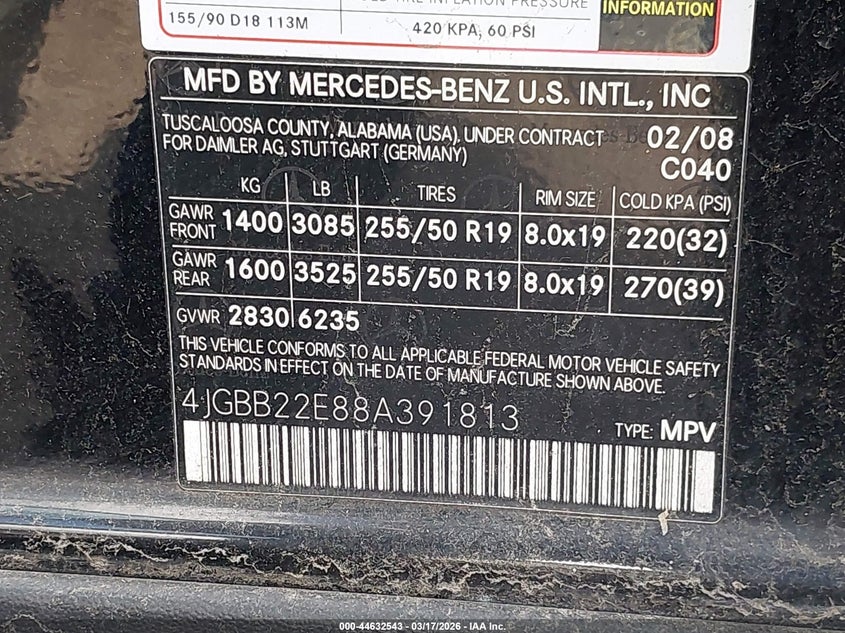 COLD TIRE INFLATION PRESSURE
155/90 D18 113M
420 KPA, 60 PSI
INFORMATION
MFD BY MERCEDES-BENZ U.S. INTL., INC
TUSCALOOSA COUNTY, ALABAMA (USA), UNDER CONTRACT 02/08
FOR DAIMLER AG, STUTTGART (GERMANY) C040
KG LB TIRES RIM SIZE COLD KPA (PSI)
GAWR FRONT 1400 3085 255/50 R19 8.0x19 220(32)
GAWR REAR 1600 3525 255/50 R19 8.0x19 270(39)
GVWR 2830 6235
THIS VEHICLE CONFORMS TO ALL APPLICABLE FEDERAL MOTOR VEHICLE SAFETY
STANDARDS IN EFFECT ON THE DATE OF MANUFACTURE SHOWN ABOVE.
4JGBB22E88A391813
TYPE: MPV
000-44632543 - 03/17/2026 - IAA Inc.